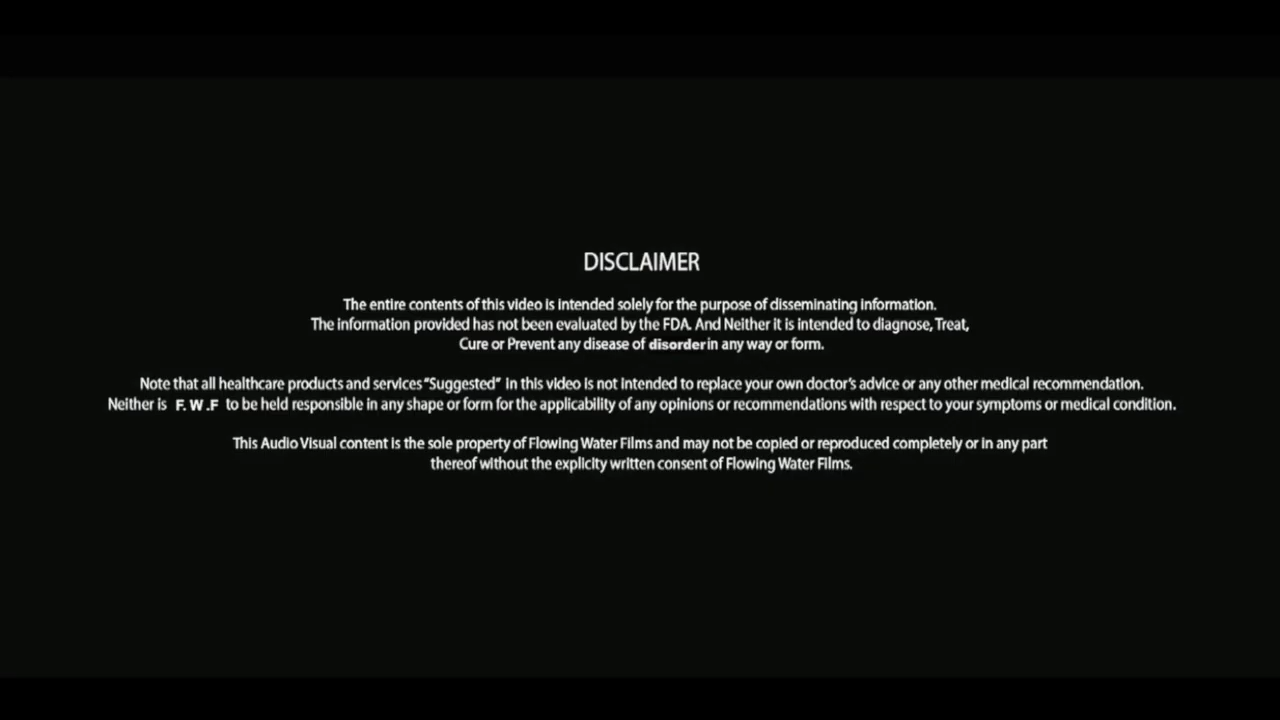 DISCLAIMER
The entire contents of this video is intended solely for the purpose of disseminating information.
The information provided has not been evaluated by the FDA. And Neither it is intended to diagnose, Treat,
Cure or Prevent any disease of disorder in any way or form.
Note that all healthcare products and services "Suggested" in this video is not intended to replace your own doctor's advice or any other medical recommendation.
Neither is F. W .F to be held responsible in any shape or form for the applicability of any opinions or recommendations with respect to your symptoms or medical condition.
This Audio Visual content is the sole property of Flowing Water Films and may not be copied or reproduced completely or in any part
thereof without the explicity written consent of Flowing Water Films.